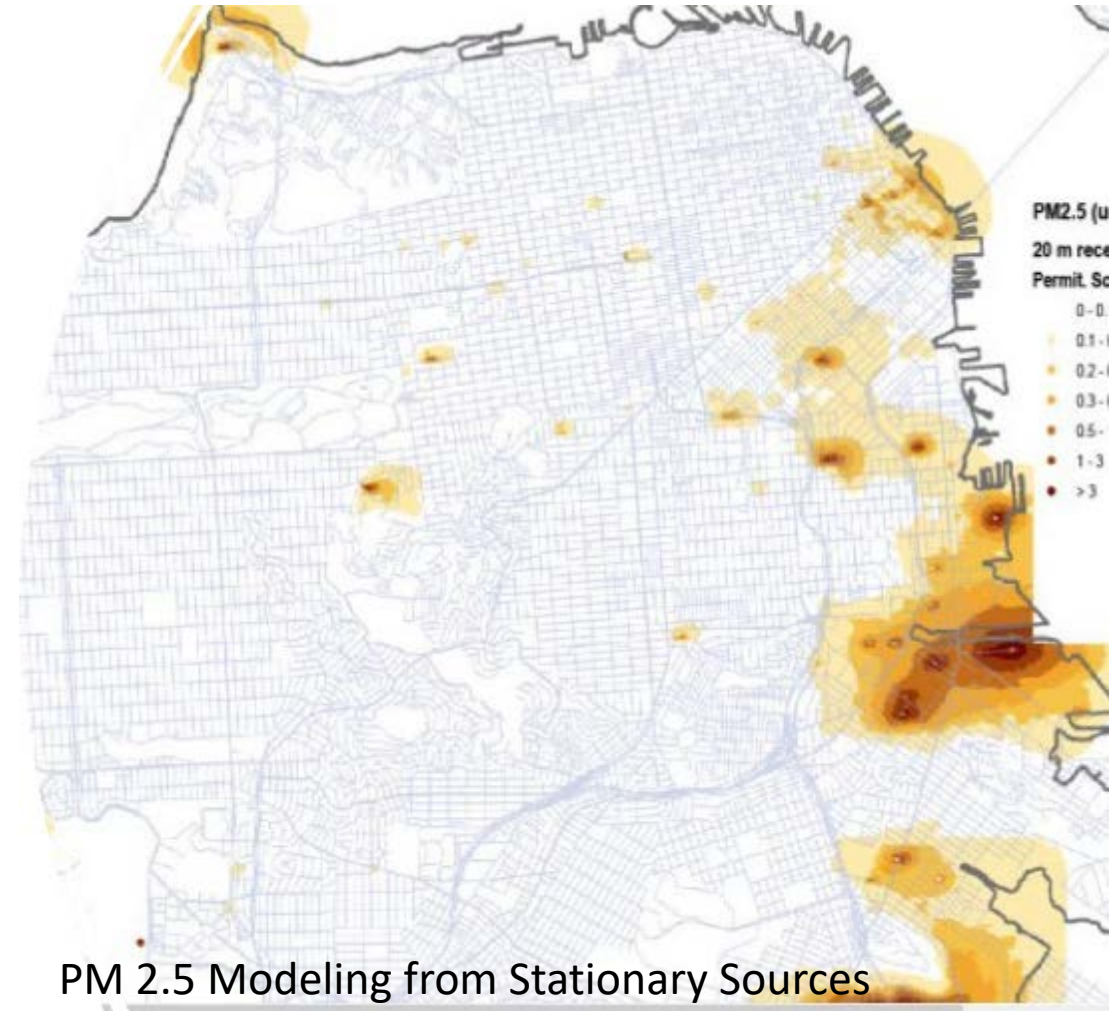 PM2.5 (u
20 m rece
Permit. Sc
0-0.
0.1-
0.2-
0.3-
0.5-
1-3
>3
PM 2.5 Modeling from Stationary Sources